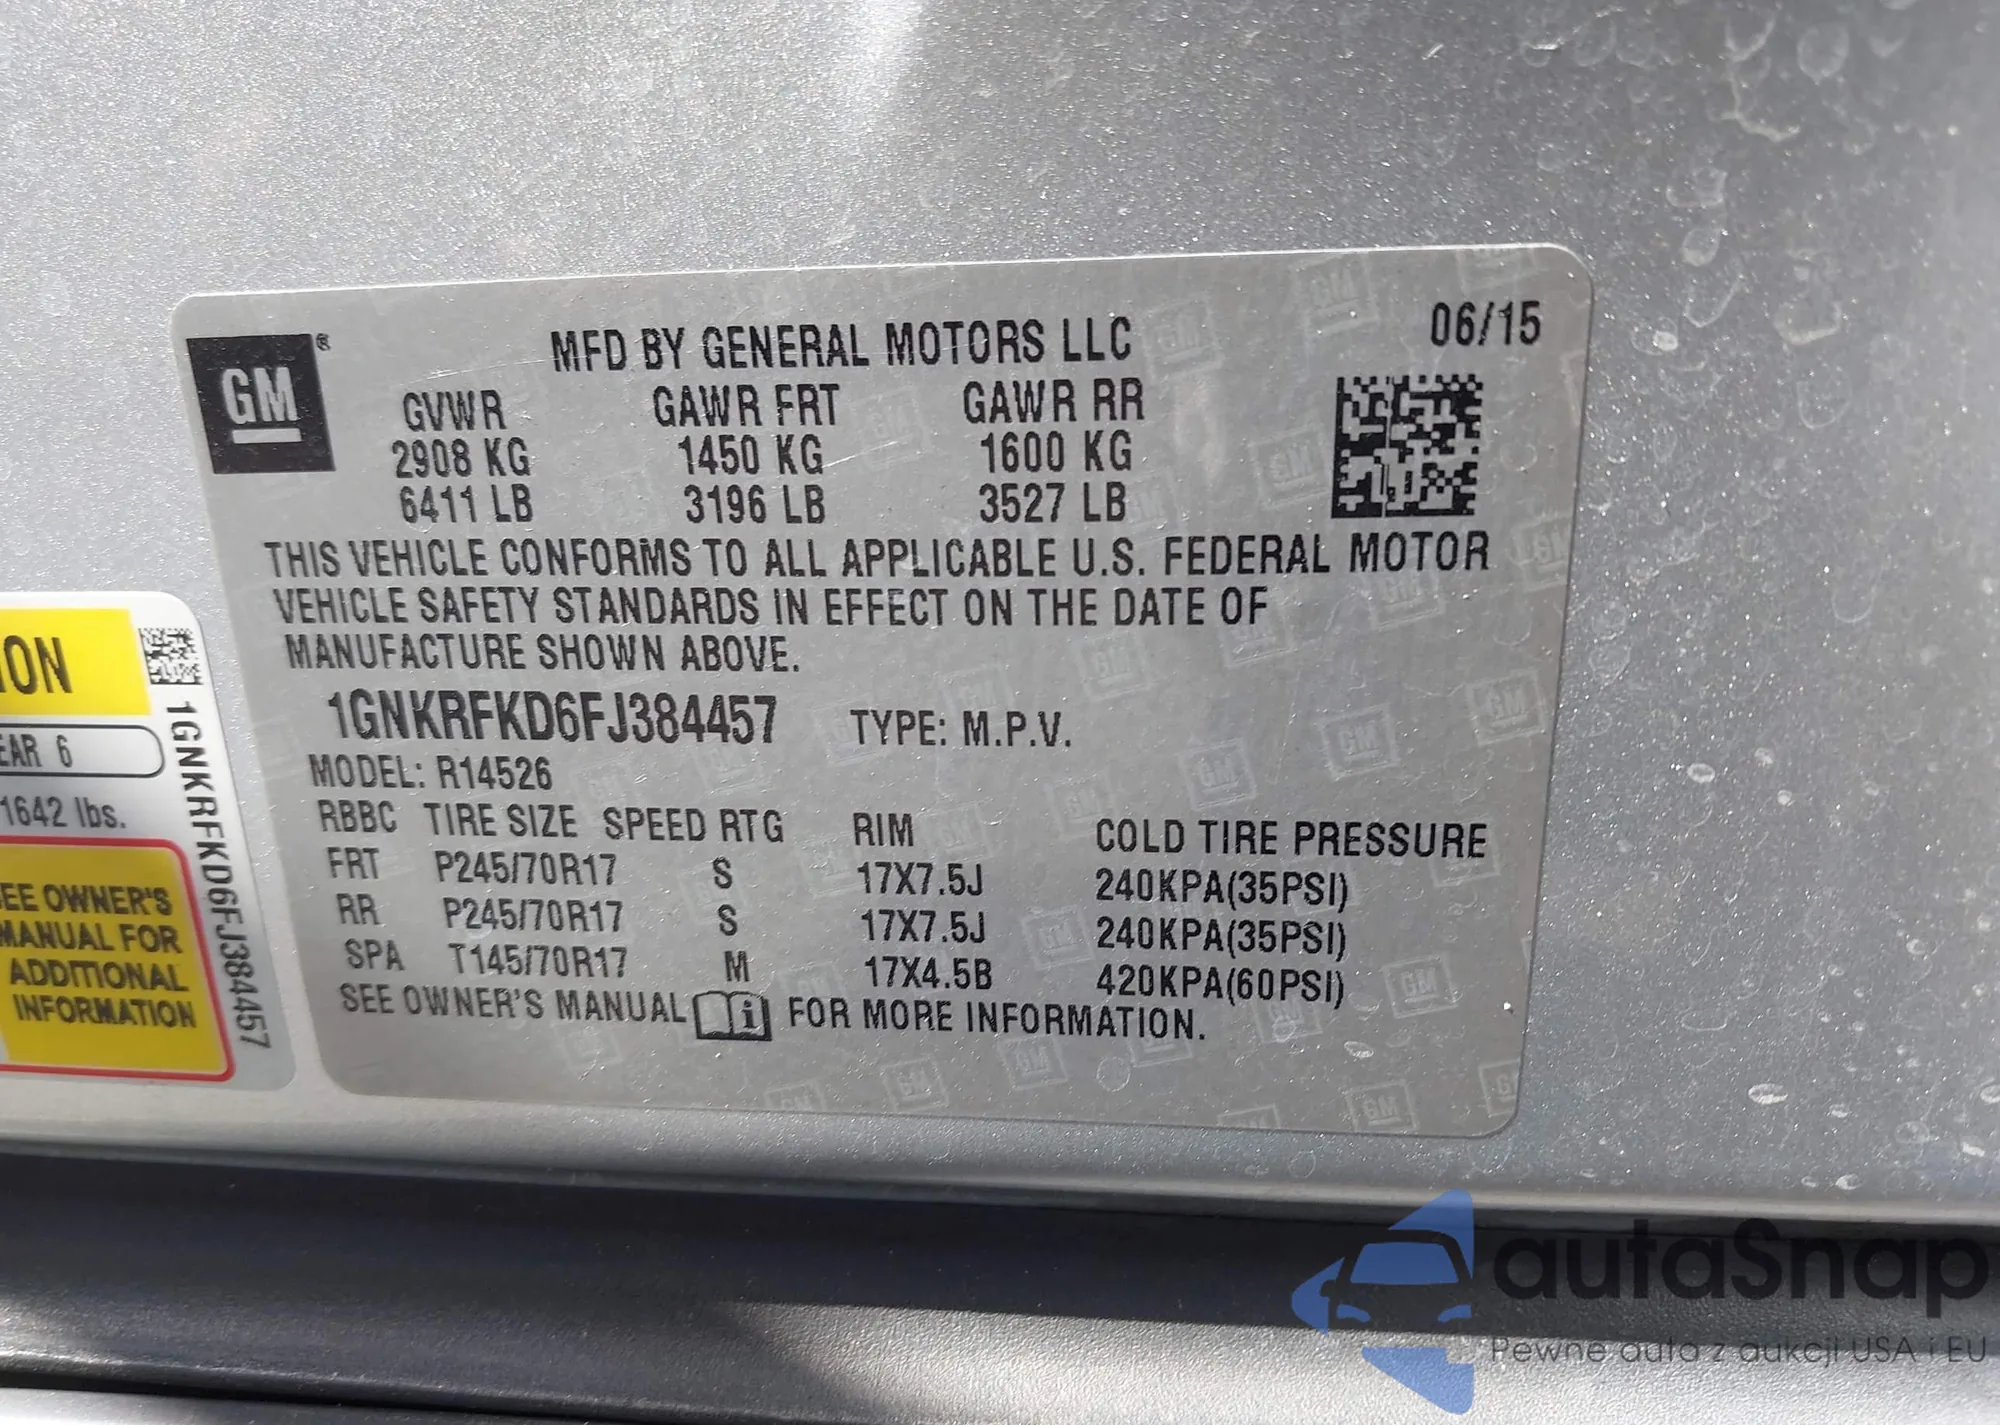 GM ®
MFD BY GENERAL MOTORS LLC 06/15
GVWR GAWR FRT GAWR RR
2908 KG 1450 KG 1600 KG
6411 LB 3196 LB 3527 LB
THIS VEHICLE CONFORMS TO ALL APPLICABLE U.S. FEDERAL MOTOR
VEHICLE SAFETY STANDARDS IN EFFECT ON THE DATE OF
MANUFACTURE SHOWN ABOVE.
1GNKRFKD6FJ384457 TYPE: M.P.V.
MODEL: R14526
RBBC TIRE SIZE SPEED RTG RIM COLD TIRE PRESSURE
FRT P245/70R17 S 17X7.5J 240KPA(35PSI)
RR P245/70R17 S 17X7.5J 240KPA(35PSI)
SPA T145/70R17 M 17X4.5B 420KPA(60PSI)
SEE OWNER'S MANUAL i FOR MORE INFORMATION.
ION
EAR 6
1642 lbs.
EE OWNER'S
MANUAL FOR
ADDITIONAL
INFORMATION
1GNKRFKD6FJ384457
autaSnap
Pewne auta z aukcji USA i EU